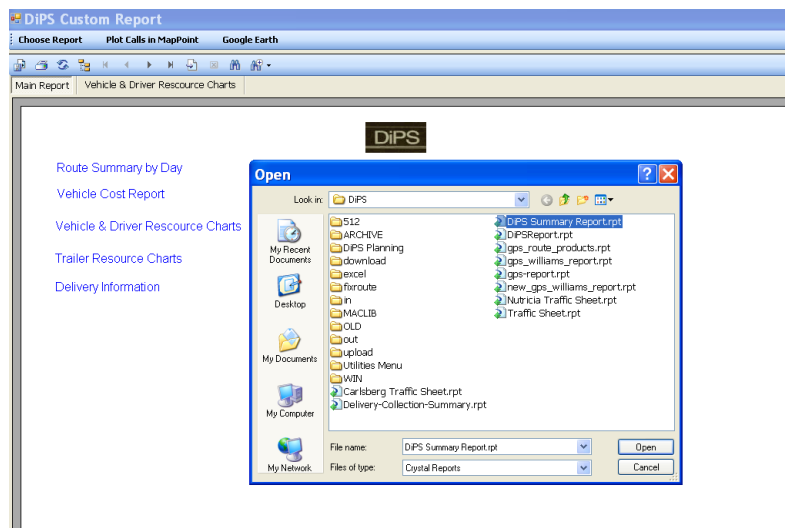 DiPS Custom Report
Choose Report Plot Calls in MapPoint Google Earth
Main Report Vehicle & Driver Rescource Charts
DiPS
Route Summary by Day
Vehicle Cost Report
Vehicle & Driver Rescource Charts
Trailer Resource Charts
Delivery Information
Open
Look in: DiPS
My Recent Documents
Desktop
My Documents
My Computer
My Network
512
ARCHIVE
DiPS Planning
download
excel
fixroute
in
MACLIB
OLD
out
upload
Utilities Menu
WIN
Carlsberg Traffic Sheet.rpt
Delivery-Collection-Summary.rpt
DiPS Summary Report.rpt
DiPSReport.rpt
gps_route_products.rpt
gps_williams_report.rpt
gps-report.rpt
new_gps_williams_report.rpt
Nutricia Traffic Sheet.rpt
Traffic Sheet.rpt
File name: DiPS Summary Report.rpt Open
Files of type: Crystal Reports Cancel